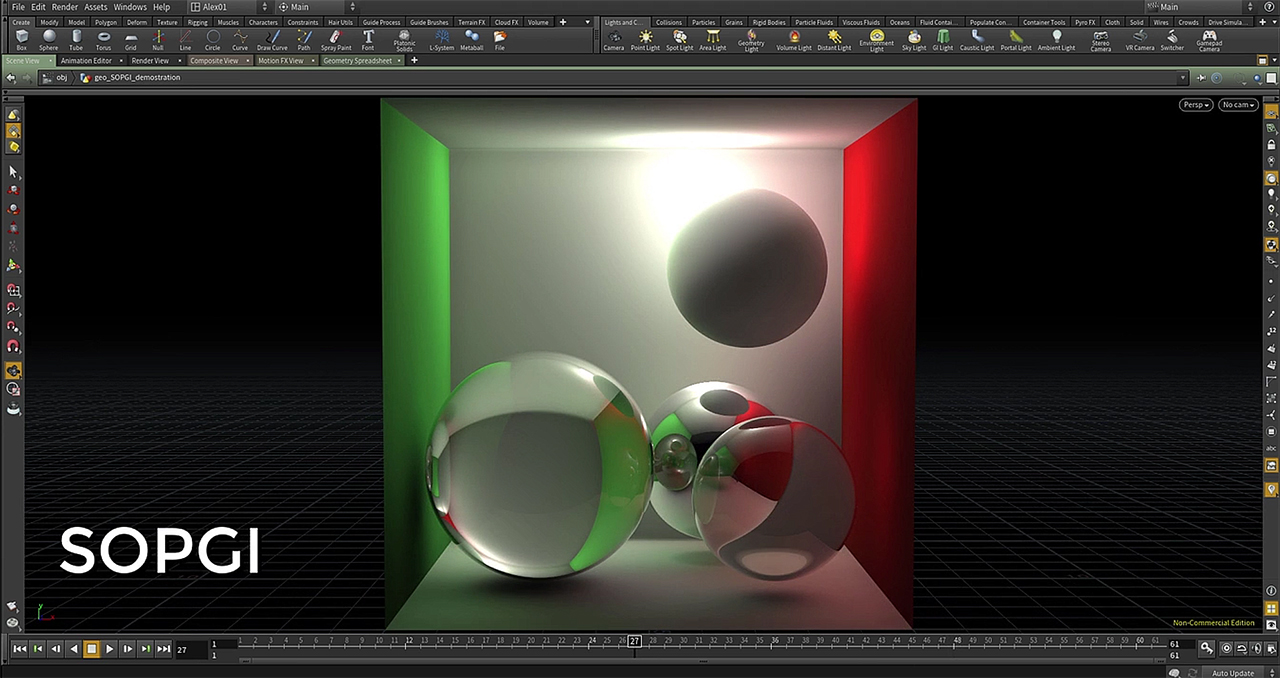 File Edit Render Assets Windows Help Alex01 Main Main
Create Modify Model Polygon Deform Texture Rigging Muscles Characters Constraints Hair Utils Guide Process Guide Brushes Terrain FX Cloud FX Volume
Lights and C... Collisions Particles Grains Rigid Bodies Particle Fluids Viscous Fluids Oceans Fluid Contai... Populate Con... Container Tools Pyro FX Cloth Solid Wires Crowds Drive Simula...
Box Sphere Tube Torus Grid Null Line Circle Curve Draw Curve Path Spray Paint Font Platonic Solids L-System Metaball File
Camera Point Light Spot Light Area Light Geometry Light Volume Light Distant Light Environment Light Sky Light GI Light Caustic Light Portal Light Ambient Light Stereo Camera VR Camera Switcher Gamepad Camera
Scene View Animation Editor Render View Composite View Motion FX View Geometry Spreadsheet
obj geo_SOPGI_demostration
Persp No cam
SOPGI
Non-Commercial Edition
27
1
1
1 2 3 4 5 6 7 8 9 10 11 12 13 14 15 16 17 18 19 20 21 22 23 24 25 26 27 28 29 30 31 32 33 34 35 36 37 38 39 40 41 42 43 44 45 46 47 48 49 50 51 52 53 54 55 56 57 58 59 60 61
61
61
Auto Update